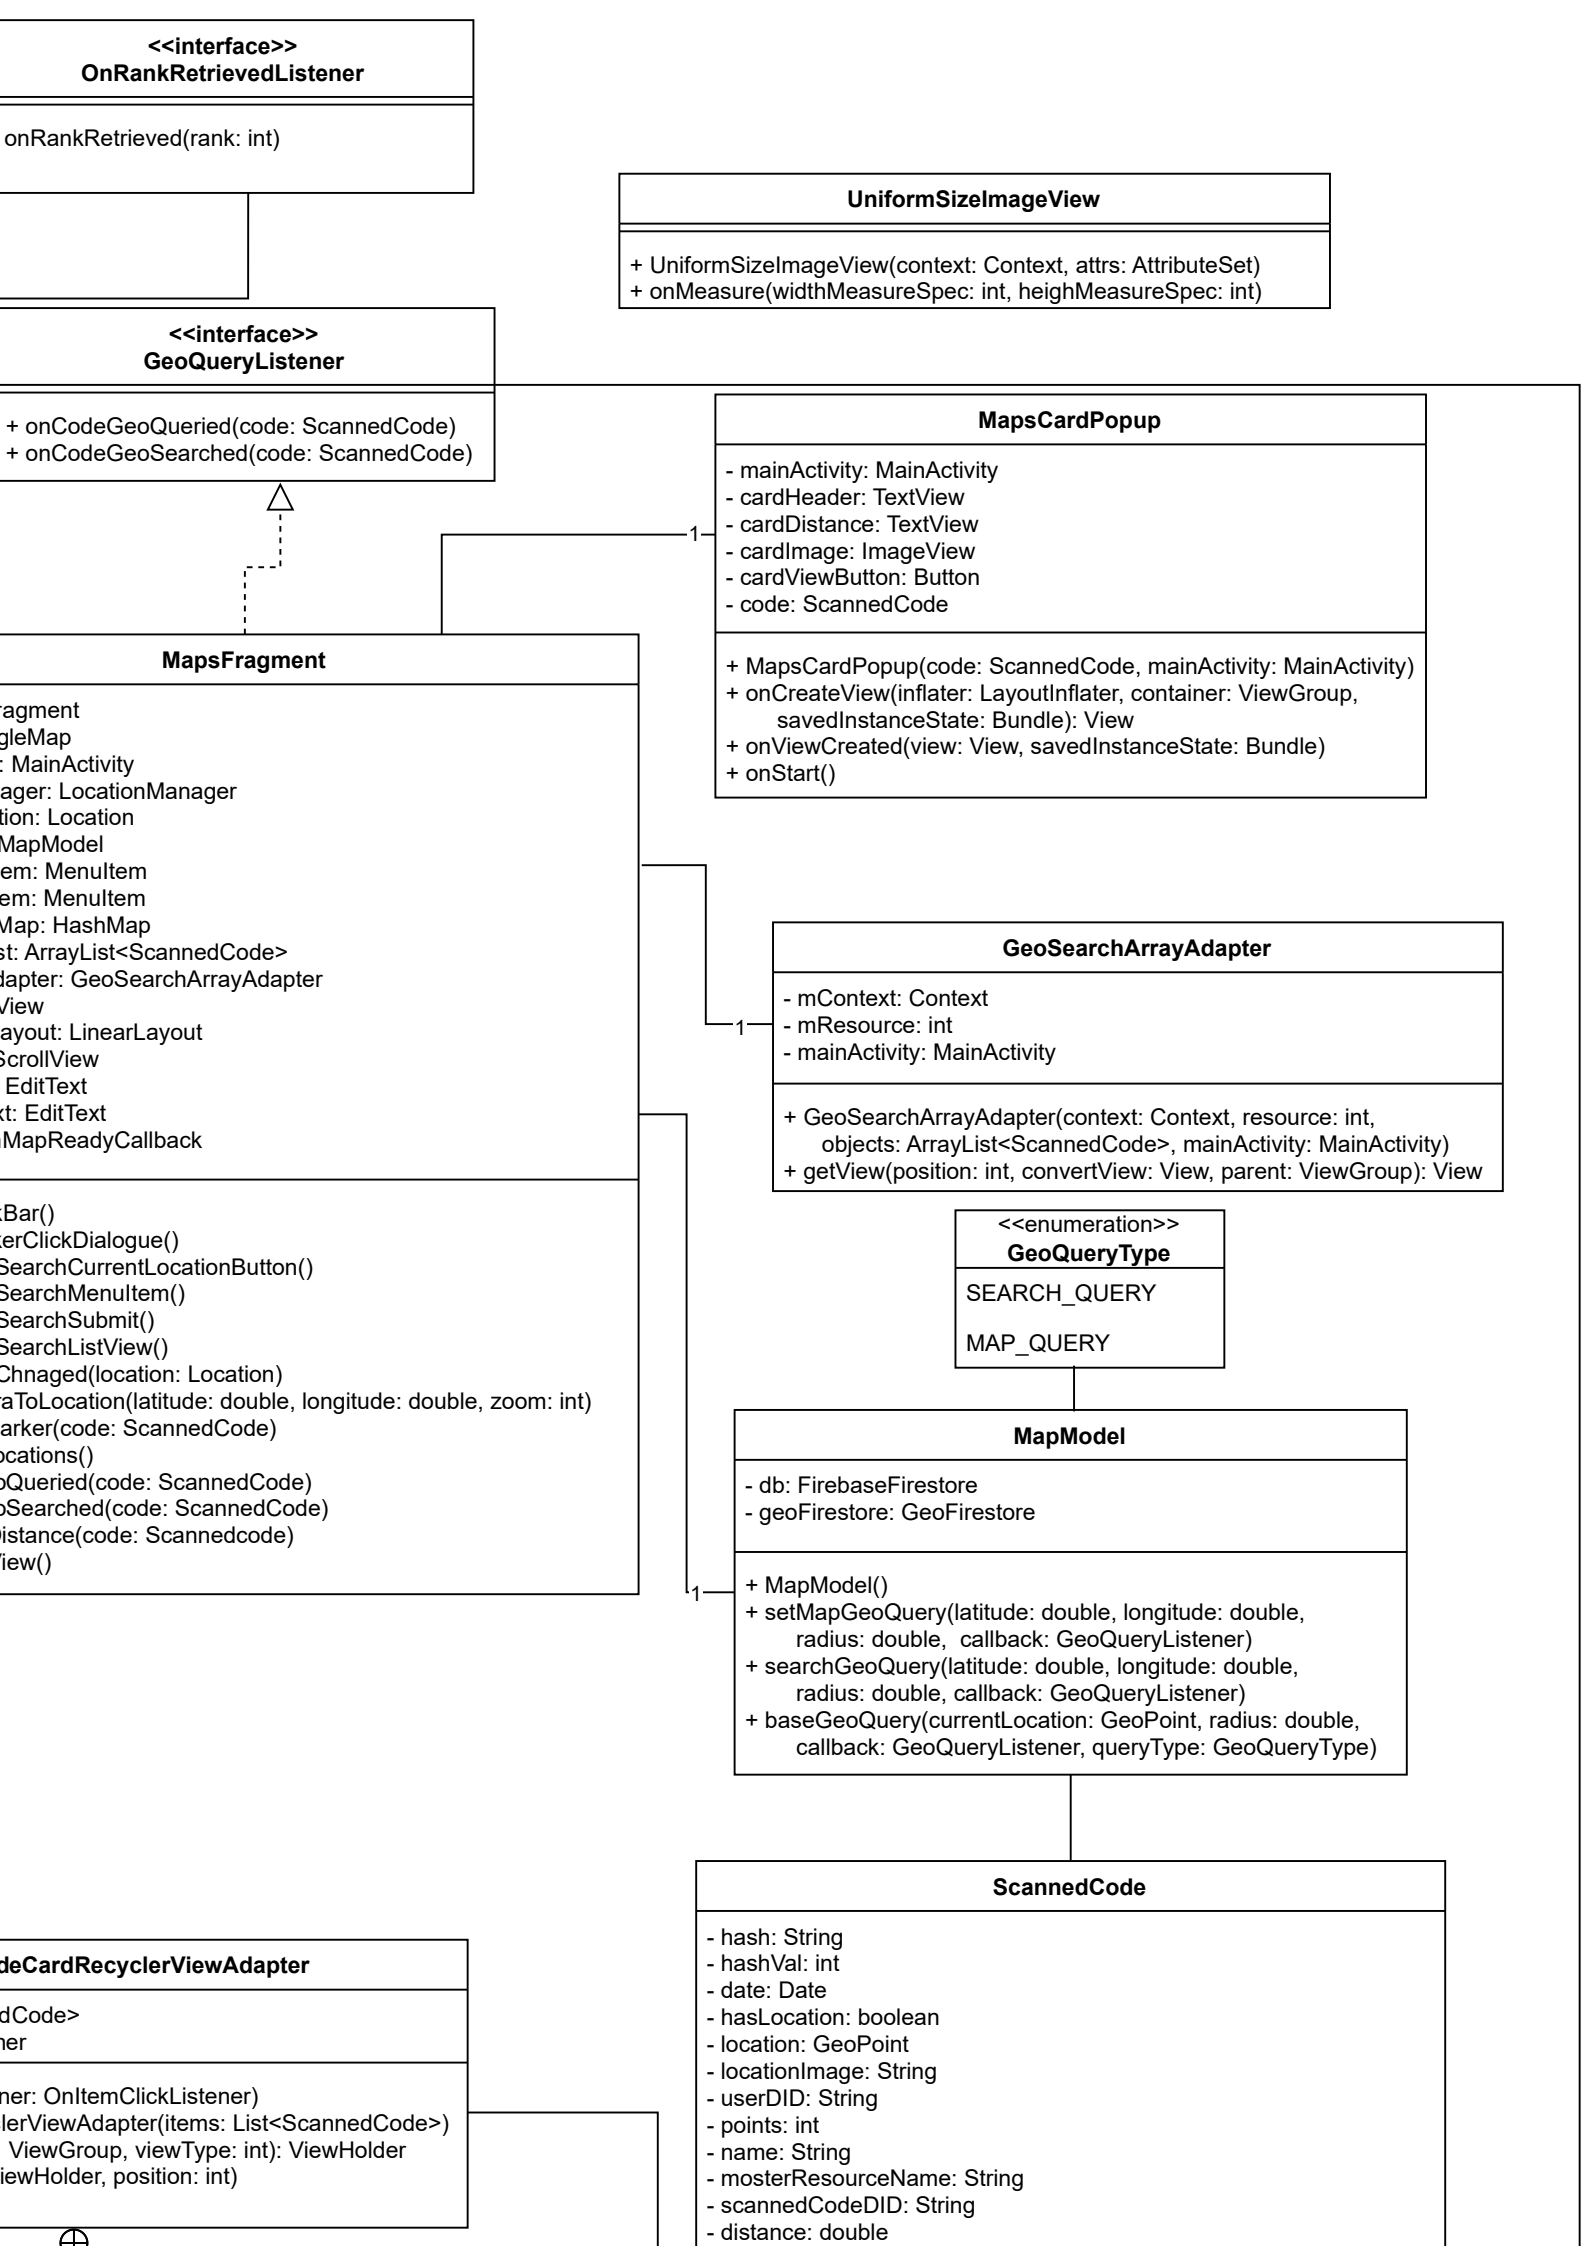 <<interface>>
OnRankRetrievedListener
onRankRetrieved(rank: int)
UniformSizeImageView
+ UniformSizeImageView(context: Context, attrs: AttributeSet)
+ onMeasure(widthMeasureSpec: int, heighMeasureSpec: int)
<<interface>>
GeoQueryListener
+ onCodeGeoQueried(code: ScannedCode)
+ onCodeGeoSearched(code: ScannedCode)
MapsCardPopup
- mainActivity: MainActivity
- cardHeader: TextView
- cardDistance: TextView
- cardImage: ImageView
- cardViewButton: Button
- code: ScannedCode
+ MapsCardPopup(code: ScannedCode, mainActivity: MainActivity)
+ onCreateView(inflater: LayoutInflater, container: ViewGroup,
savedInstanceState: Bundle): View
+ onViewCreated(view: View, savedInstanceState: Bundle)
+ onStart()
1
MapsFragment
ragment
gleMap
: MainActivity
ager: LocationManager
tion: Location
MapModel
em: MenuItem
em: MenuItem
Map: HashMap
st: ArrayList<ScannedCode>
dapter: GeoSearchArrayAdapter
View
ayout: LinearLayout
ScrollView
EditText
xt: EditText
nMapReadyCallback
kBar()
kerClickDialogue()
SearchCurrentLocationButton()
SearchMenuItem()
SearchSubmit()
SearchListView()
Chnaged(location: Location)
raToLocation(latitude: double, longitude: double, zoom: int)
arker(code: ScannedCode)
ocations()
oQueried(code: ScannedCode)
oSearched(code: ScannedCode)
Distance(code: Scannedcode)
View()
1
GeoSearchArrayAdapter
- mContext: Context
- mResource: int
- mainActivity: MainActivity
+ GeoSearchArrayAdapter(context: Context, resource: int,
objects: ArrayList<ScannedCode>, mainActivity: MainActivity)
+ getView(position: int, convertView: View, parent: ViewGroup): View
<<enumeration>>
GeoQueryType
SEARCH_QUERY
MAP_QUERY
1
MapModel
- db: FirebaseFirestore
- geoFirestore: GeoFirestore
+ MapModel()
+ setMapGeoQuery(latitude: double, longitude: double,
radius: double,  callback: GeoQueryListener)
+ searchGeoQuery(latitude: double, longitude: double,
radius: double, callback: GeoQueryListener)
+ baseGeoQuery(currentLocation: GeoPoint, radius: double,
callback: GeoQueryListener, queryType: GeoQueryType)
ScannedCode
- hash: String
- hashVal: int
- date: Date
- hasLocation: boolean
- location: GeoPoint
- locationImage: String
- userDID: String
- points: int
- name: String
- mosterResourceName: String
- scannedCodeDID: String
- distance: double
deCardRecyclerViewAdapter
dCode>
ner
ner: OnItemClickListener)
lerViewAdapter(items: List<ScannedCode>)
ViewGroup, viewType: int): ViewHolder
iewHolder, position: int)